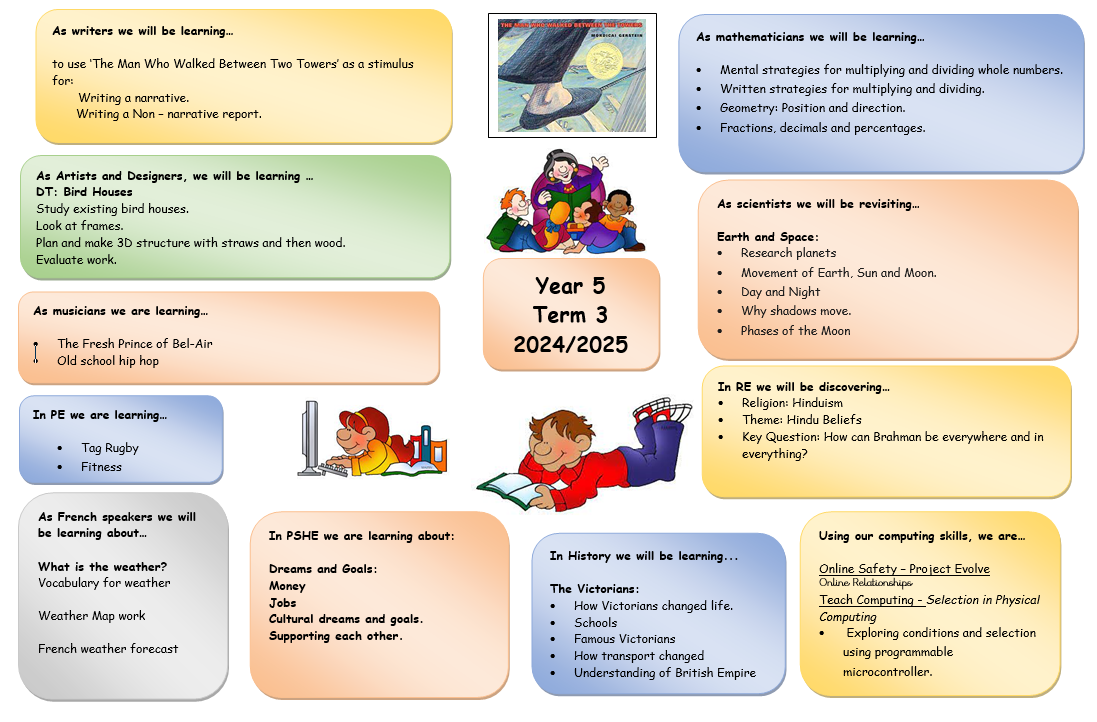 As writers we will be learning…
to use ‘The Man Who Walked Between Two Towers’ as a stimulus
for:
Writing a narrative.
Writing a Non – narrative report.
THE MAN WHO WALKED BETWEEN THE TOWERS
MORDICAI GERSTEIN
As mathematicians we will be learning…
• Mental strategies for multiplying and dividing whole numbers.
• Written strategies for multiplying and dividing.
• Geometry: Position and direction.
• Fractions, decimals and percentages.
As Artists and Designers, we will be learning …
DT: Bird Houses
Study existing bird houses.
Look at frames.
Plan and make 3D structure with straws and then wood.
Evaluate work.
As scientists we will be revisiting…
Earth and Space:
• Research planets
• Movement of Earth, Sun and Moon.
• Day and Night
• Why shadows move.
• Phases of the Moon
Year 5
Term 3
2024/2025
As musicians we are learning…
• The Fresh Prince of Bel-Air
• Old school hip hop
In RE we will be discovering…
• Religion: Hinduism
• Theme: Hindu Beliefs
• Key Question: How can Brahman be everywhere and in
everything?
In PE we are learning…
• Tag Rugby
• Fitness
As French speakers we will
be learning about…
What is the weather?
Vocabulary for weather
Weather Map work
French weather forecast
In PSHE we are learning about:
Dreams and Goals:
Money
Jobs
Cultural dreams and goals.
Supporting each other.
In History we will be learning...
The Victorians:
• How Victorians changed life.
• Schools
• Famous Victorians
• How transport changed
• Understanding of British Empire
Using our computing skills, we are…
Online Safety – Project Evolve
Online Relationships
Teach Computing - Selection in Physical
Computing
• Exploring conditions and selection
using programmable
microcontroller.